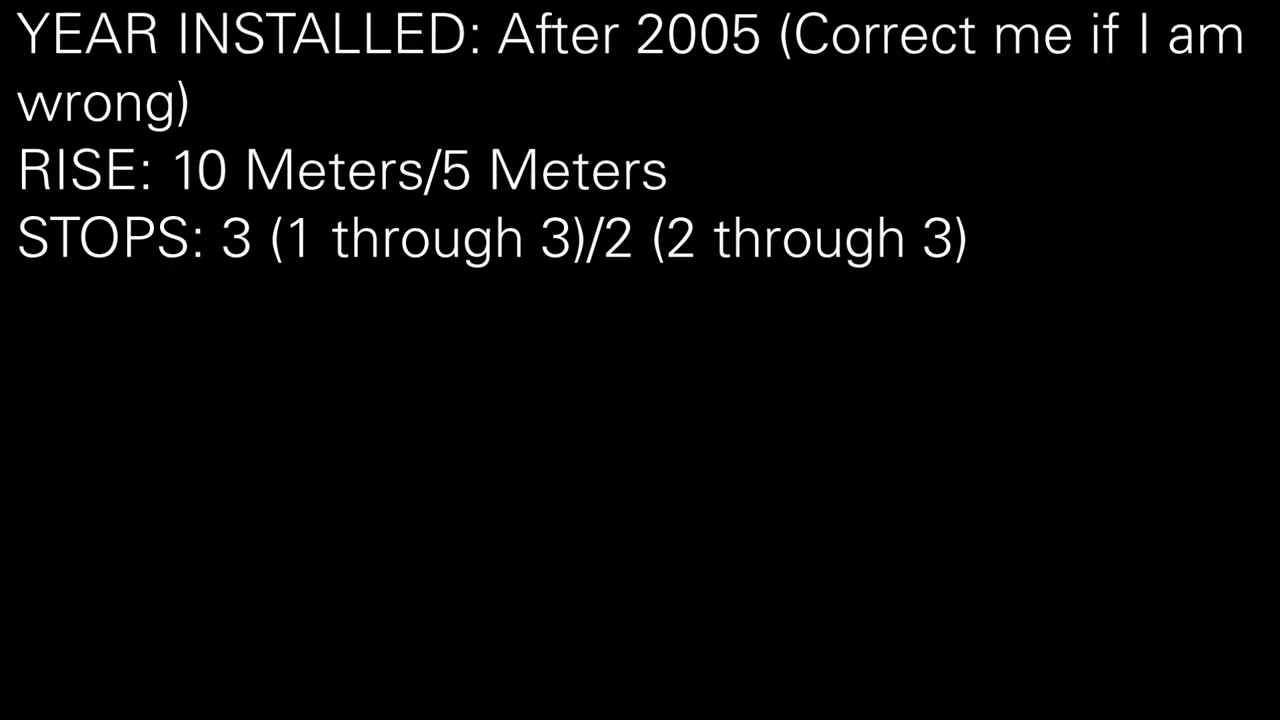 YEAR INSTALLED: After 2005 (Correct me if I am
wrong)
RISE: 10 Meters/5 Meters
STOPS: 3 (1 through 3)/2 (2 through 3)